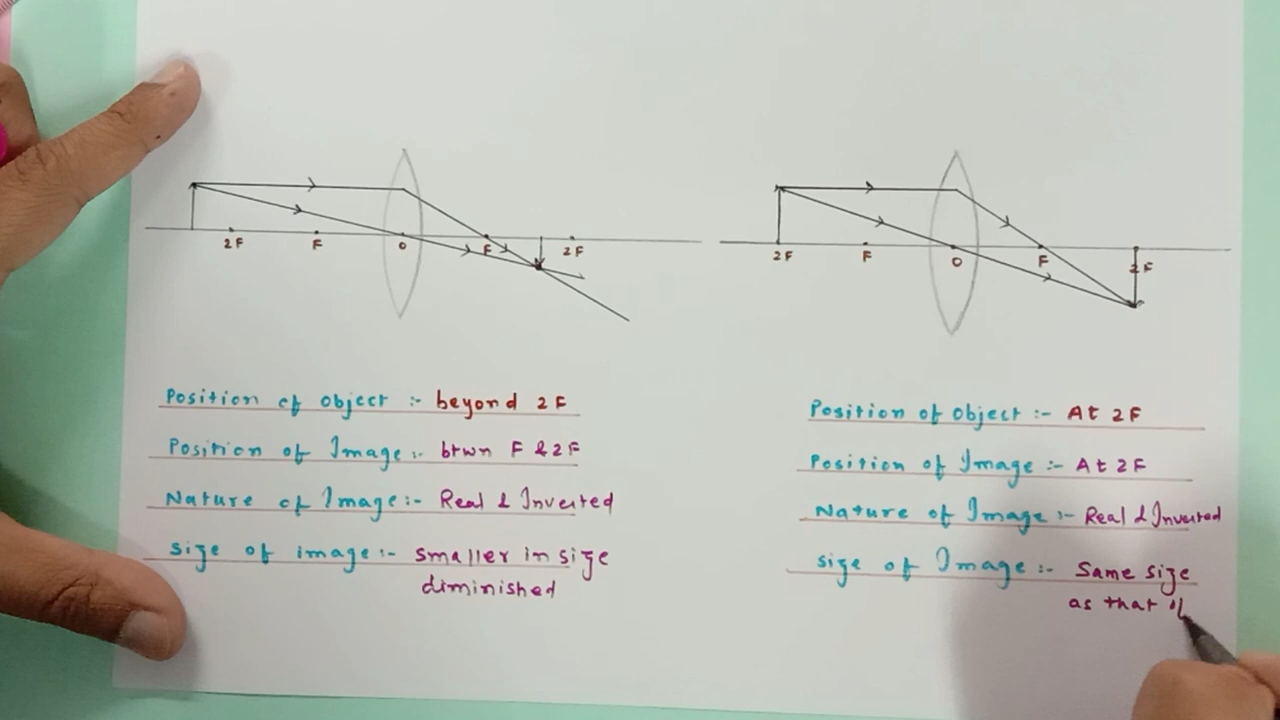 2F F O F 2F
2F F O F 2F
Position of object :- beyond 2F
Position of Image :- btwn F & 2F
Nature of Image :- Real & Inverted
Size of image :- Smaller in size
diminished
Position of Object :- At 2F
Position of Image :- At 2F
Nature of Image :- Real & Inverted
Size of Image :- Same size
as that